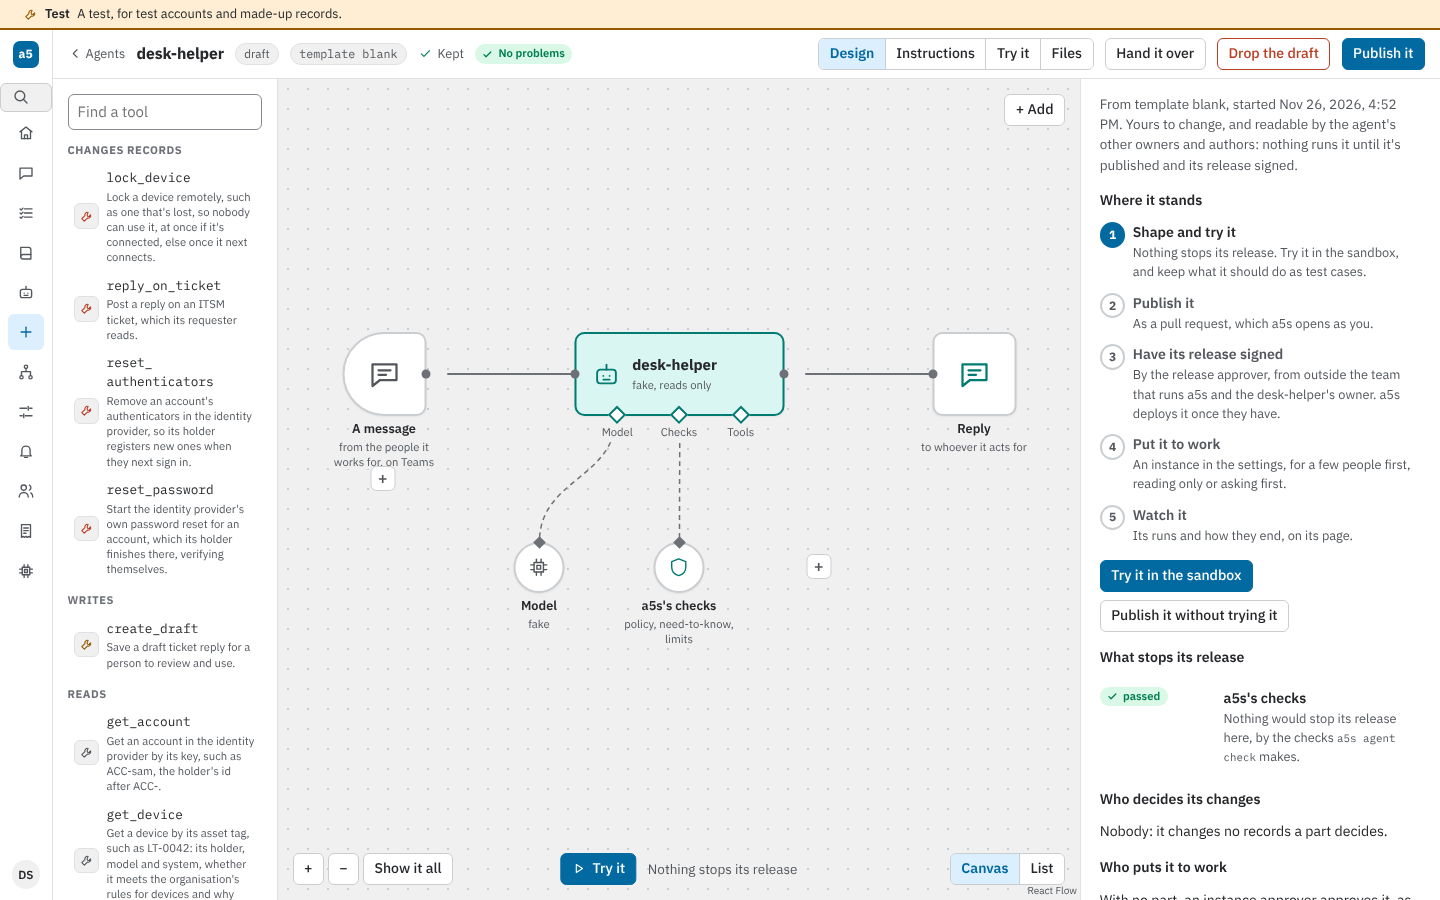 Test A test, for test accounts and made-up records.
a5
Agents desk-helper draft template blank Kept No problems
Design Instructions Try it Files Hand it over Drop the draft Publish it
Find a tool
CHANGES RECORDS
lock_device
Lock a device remotely, such
as one that's lost, so nobody
can use it, at once if it's
connected, else once it next
connects.
reply_on_ticket
Post a reply on an ITSM
ticket, which its requester
reads.
reset_
authenticators
Remove an account's
authenticators in the identity
provider, so its holder
registers new ones when
they next sign in.
reset_password
Start the identity provider's
own password reset for an
account, which its holder
finishes there, verifying
themselves.
WRITES
create_draft
Save a draft ticket reply for a
person to review and use.
READS
get_account
Get an account in the identity
provider by its key, such as
ACC-sam, the holder's id
after ACC-.
get_device
Get a device by its asset tag,
such as LT-0042: its holder,
model and system, whether
it meets the organisation's
rules for devices and why
DS
+ Add
A message
from the people it
works for, on Teams
+
desk-helper
fake, reads only
Model Checks Tools
Reply
to whoever it acts for
Model
fake
a5s's checks
policy, need-to-know,
limits
+
+ − Show it all
Try it Nothing stops its release
Canvas List
React Flow
From template blank, started Nov 26, 2026, 4:52
PM. Yours to change, and readable by the agent's
other owners and authors: nothing runs it until it's
published and its release signed.
Where it stands
1 Shape and try it
Nothing stops its release. Try it in the sandbox,
and keep what it should do as test cases.
2 Publish it
As a pull request, which a5s opens as you.
3 Have its release signed
By the release approver, from outside the team
that runs a5s and the desk-helper's owner. a5s
deploys it once they have.
4 Put it to work
An instance in the settings, for a few people first,
reading only or asking first.
5 Watch it
Its runs and how they end, on its page.
Try it in the sandbox
Publish it without trying it
What stops its release
passed
a5s's checks
Nothing would stop its release
here, by the checks a5s agent
check makes.
Who decides its changes
Nobody: it changes no records a part decides.
Who puts it to work
With no part, an instance approver approves it, as